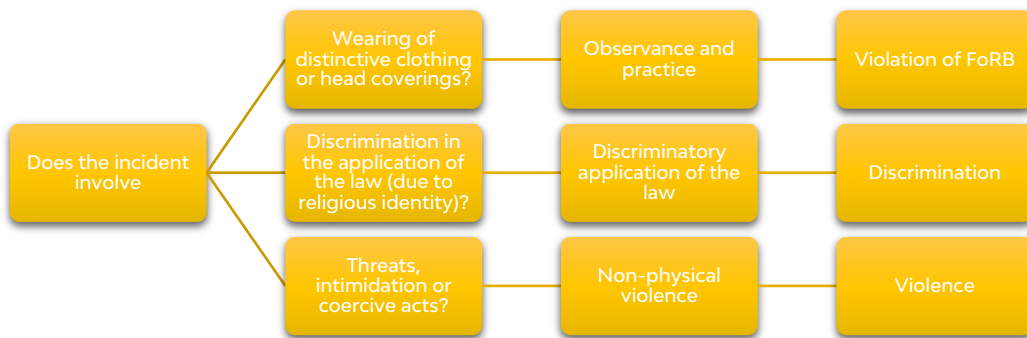 Does the incident
involve
Wearing of
distinctive clothing
or head coverings?
Observance and
practice
Violation of FoRB
Discrimination in
the application of
the law (due to
religious identity)?
Discriminatory
application of the
law
Discrimination
Threats,
intimidation or
coercive acts?
Non-physical
violence
Violence